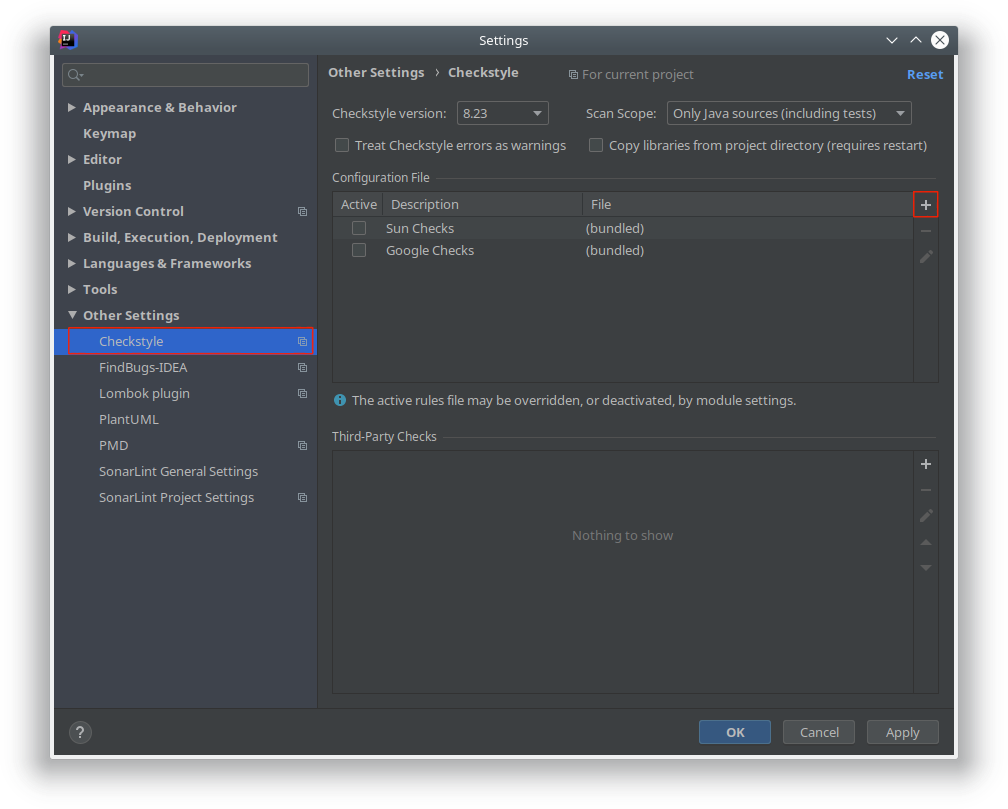 Settings
Other Settings › Checkstyle
For current project
Reset
Appearance & Behavior
Keymap
Editor
Plugins
Version Control
Build, Execution, Deployment
Languages & Frameworks
Tools
Other Settings
Checkstyle
FindBugs-IDEA
Lombok plugin
PlantUML
PMD
SonarLint General Settings
SonarLint Project Settings
Checkstyle version: 8.23
Scan Scope: Only Java sources (including tests)
Treat Checkstyle errors as warnings
Copy libraries from project directory (requires restart)
Configuration File
Active Description File
Sun Checks (bundled)
Google Checks (bundled)
The active rules file may be overridden, or deactivated, by module settings.
Third-Party Checks
Nothing to show
?
OK
Cancel
Apply